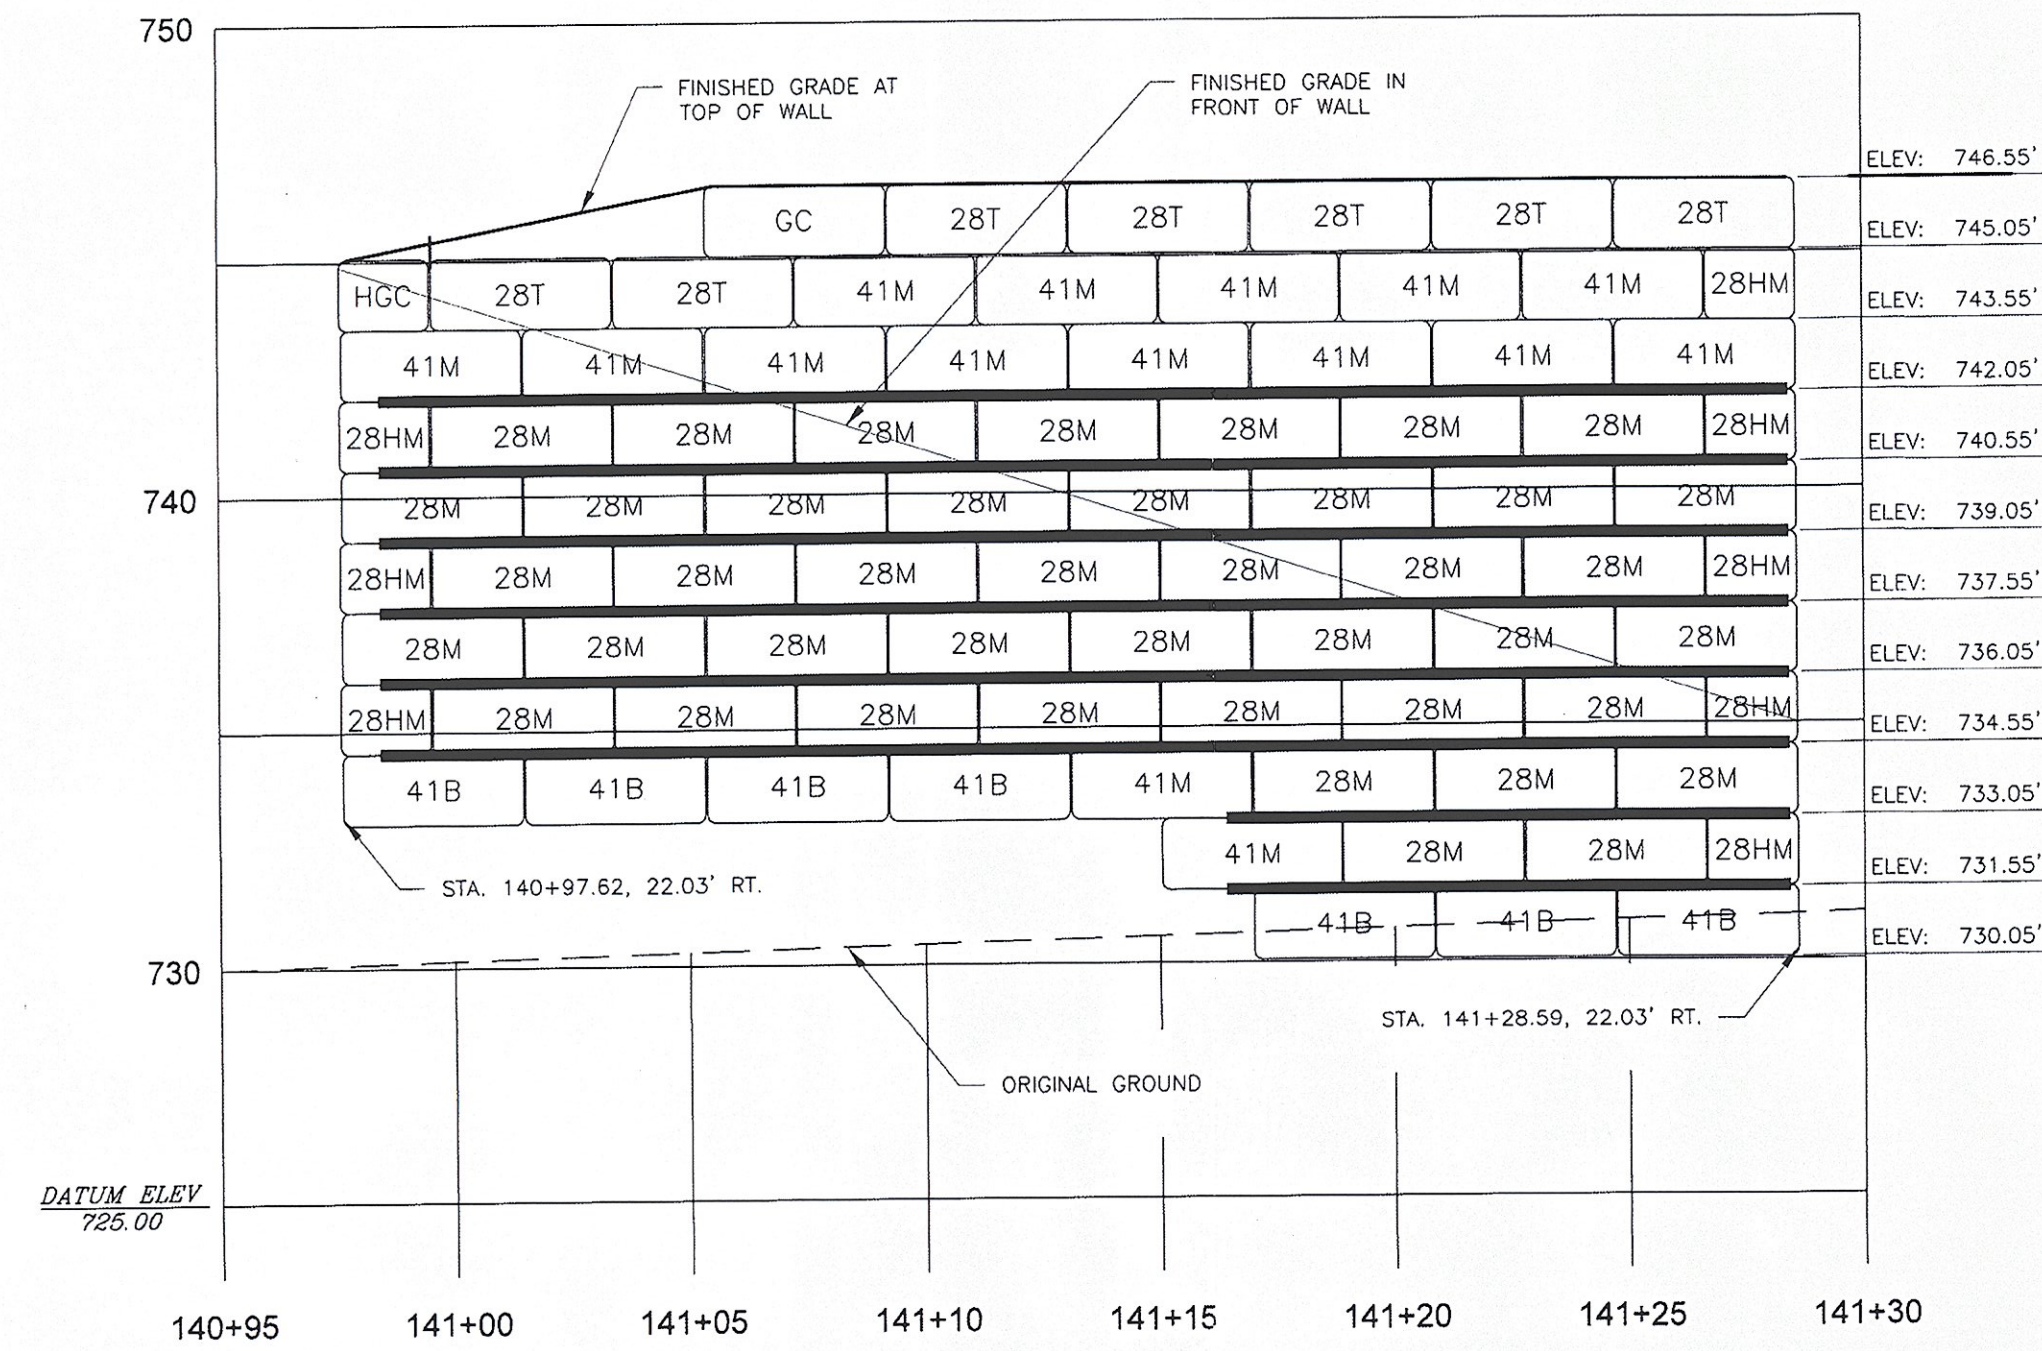 750
FINISHED GRADE AT
TOP OF WALL
FINISHED GRADE IN
FRONT OF WALL
ELEV: 746.55'
GC 28T 28T 28T 28T 28T
ELEV: 745.05'
HGC 28T 28T 41M 41M 41M 41M 41M 28HM
ELEV: 743.55'
41M 41M 41M 41M 41M 41M 41M 41M
ELEV: 742.05'
28HM 28M 28M 28M 28M 28M 28M 28M 28HM
ELEV: 740.55'
740
28M 28M 28M 28M 28M 28M 28M 28M
ELEV: 739.05'
28HM 28M 28M 28M 28M 28M 28M 28M 28HM
ELEV: 737.55'
28M 28M 28M 28M 28M 28M 28M 28M
ELEV: 736.05'
28HM 28M 28M 28M 28M 28M 28M 28M 28HM
ELEV: 734.55'
41B 41B 41B 41B 41M 28M 28M 28M
ELEV: 733.05'
41M 28M 28M 28HM
ELEV: 731.55'
STA. 140+97.62, 22.03' RT.
41B 41B 41B
ELEV: 730.05'
730
STA. 141+28.59, 22.03' RT.
ORIGINAL GROUND
DATUM ELEV
725.00
140+95 141+00 141+05 141+10 141+15 141+20 141+25 141+30